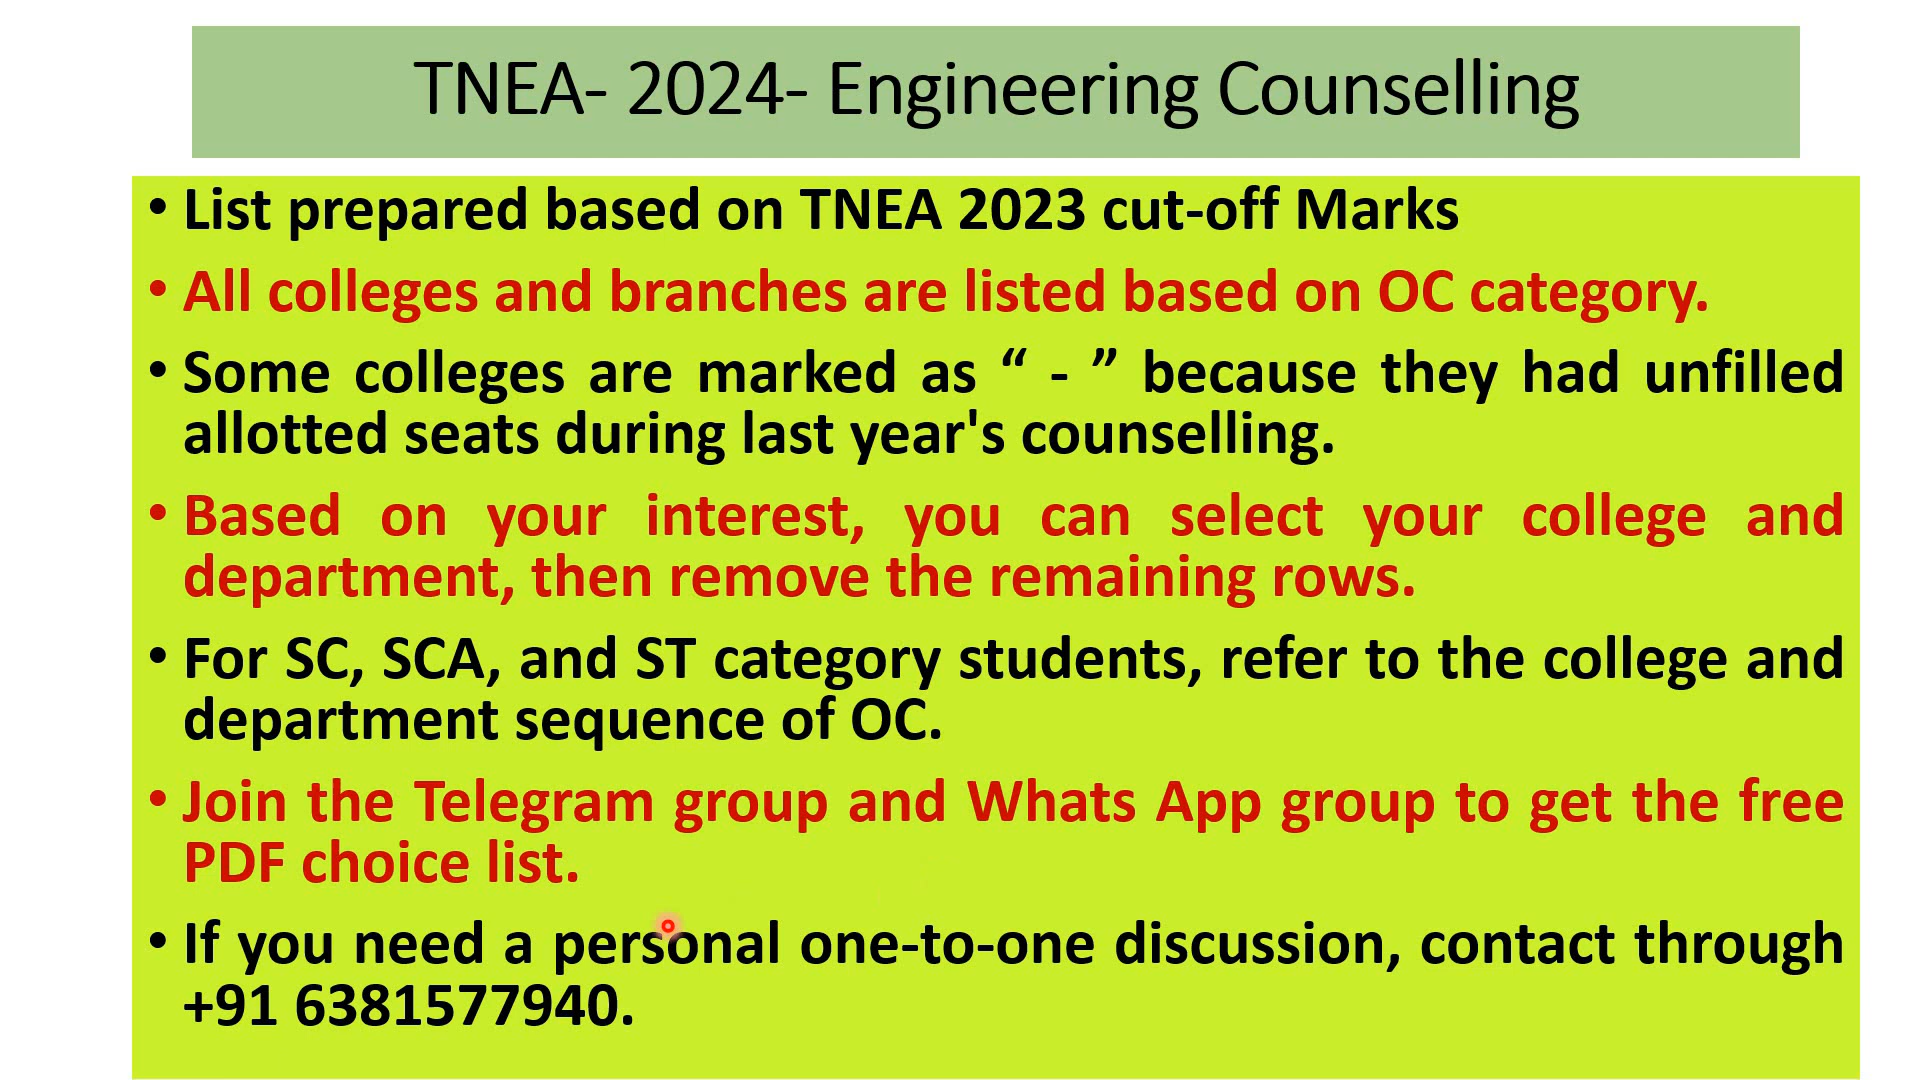 TNEA- 2024- Engineering Counselling
• List prepared based on TNEA 2023 cut-off Marks
• All colleges and branches are listed based on OC category.
• Some colleges are marked as “ - ” because they had unfilled
allotted seats during last year's counselling.
• Based on your interest, you can select your college and
department, then remove the remaining rows.
• For SC, SCA, and ST category students, refer to the college and
department sequence of OC.
• Join the Telegram group and Whats App group to get the free
PDF choice list.
• If you need a personal one-to-one discussion, contact through
+91 6381577940.